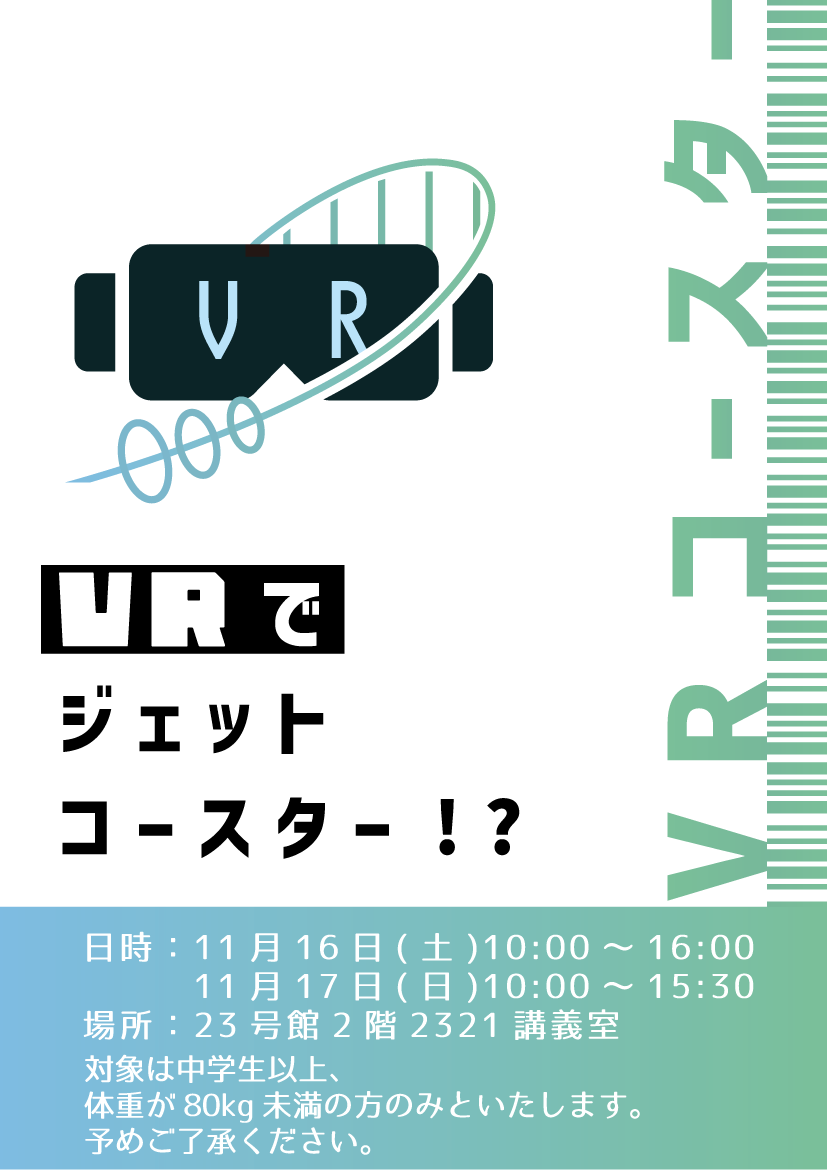 VRコースター
V R
VRで
ジェット
コースター!?
日時：11月16日(土)10:00～16:00
11月17日(日)10:00～15:30
場所：23号館2階2321講義室
対象は中学生以上、
体重が80kg未満の方のみといたします。
予めご了承ください。